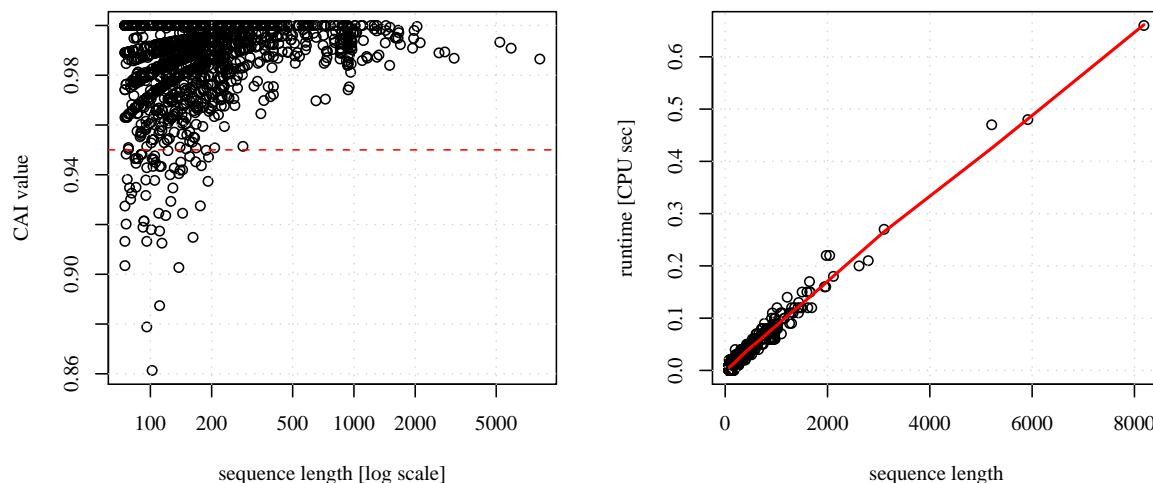 CAI value
0.98
0.94
0.90
0.86
100 200 500 1000 2000 5000
sequence length [log scale]
runtime [CPU sec]
0.6
0.5
0.4
0.3
0.2
0.1
0.0
0 2000 4000 6000 8000
sequence length